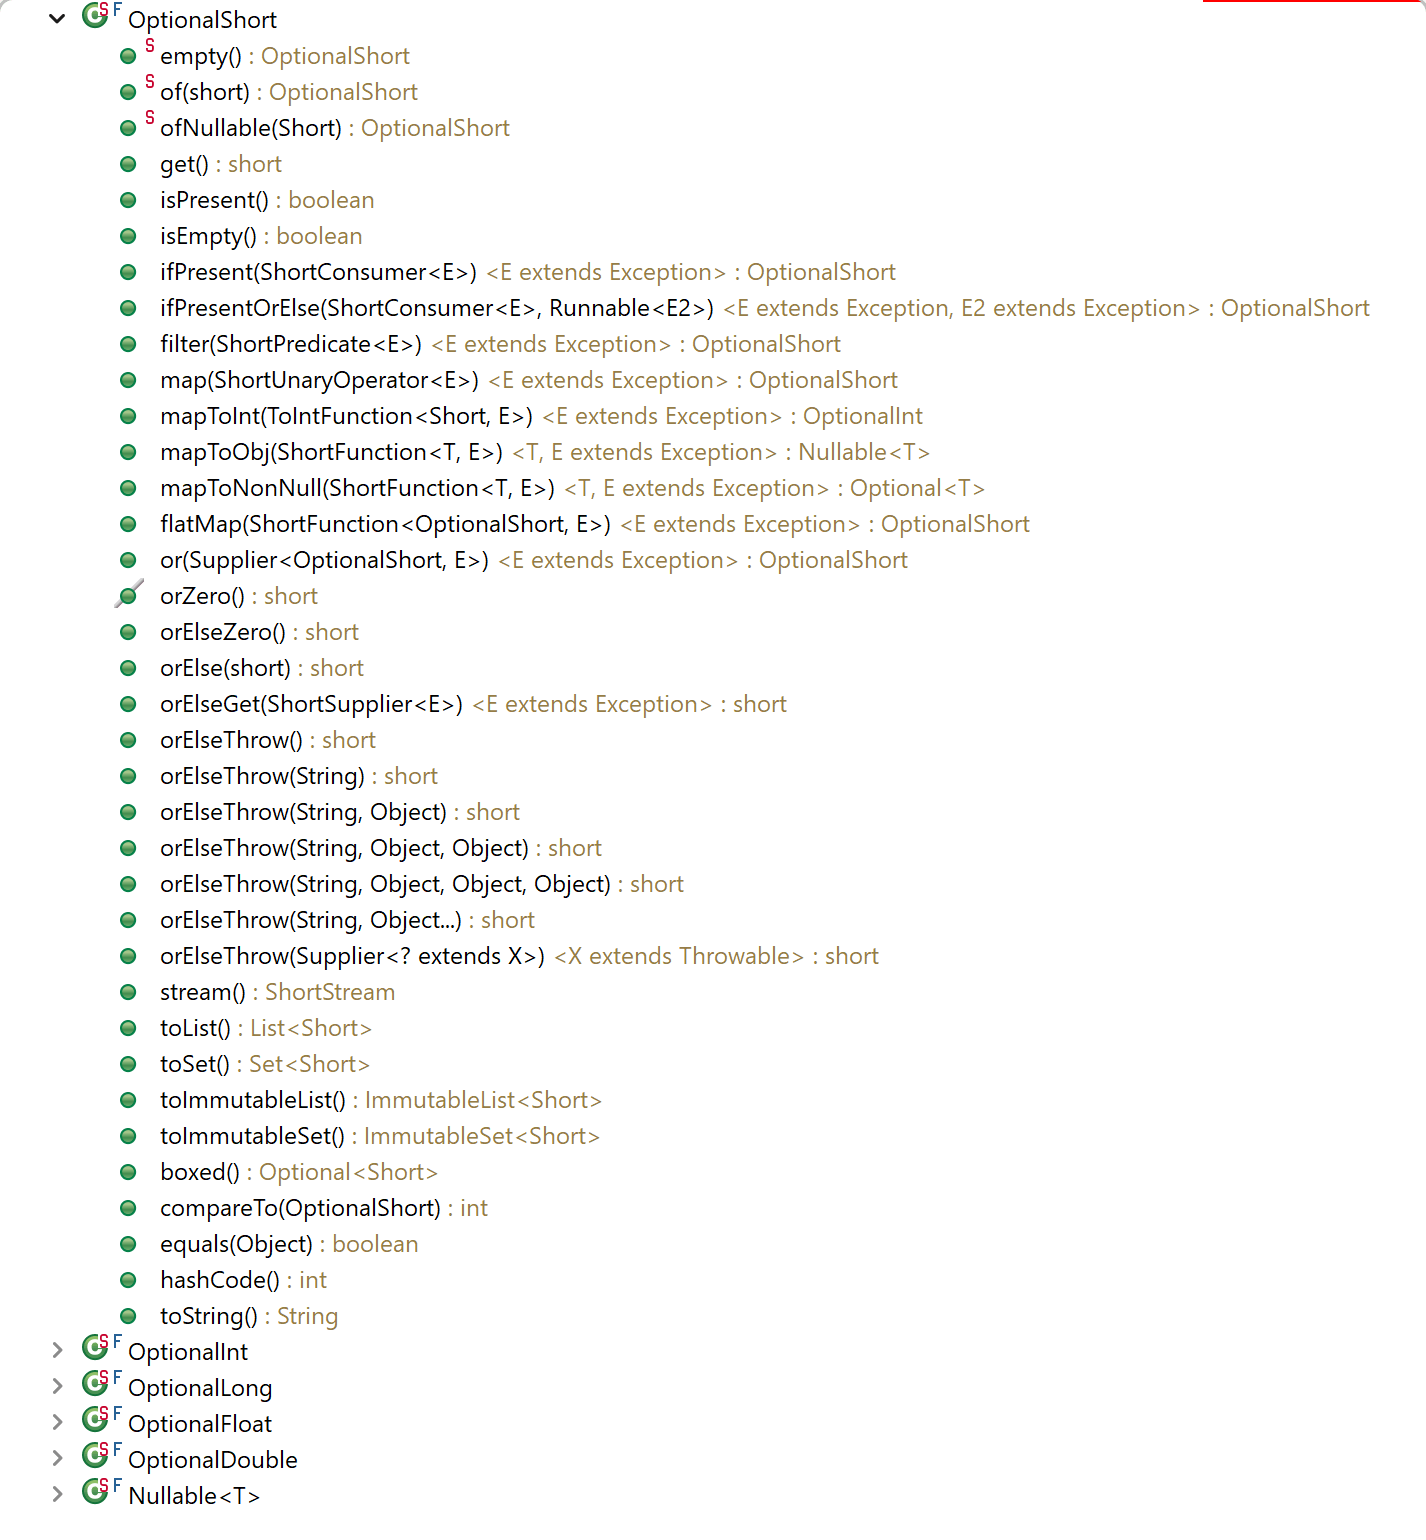 OptionalShort
empty() : OptionalShort
of(short) : OptionalShort
ofNullable(Short) : OptionalShort
get() : short
isPresent() : boolean
isEmpty() : boolean
ifPresent(ShortConsumer<E>) <E extends Exception> : OptionalShort
ifPresentOrElse(ShortConsumer<E>, Runnable<E2>) <E extends Exception, E2 extends Exception> : OptionalShort
filter(ShortPredicate<E>) <E extends Exception> : OptionalShort
map(ShortUnaryOperator<E>) <E extends Exception> : OptionalShort
mapToInt(ToIntFunction<Short, E>) <E extends Exception> : OptionalInt
mapToObj(ShortFunction<T, E>) <T, E extends Exception> : Nullable<T>
mapToNonNull(ShortFunction<T, E>) <T, E extends Exception> : Optional<T>
flatMap(ShortFunction<OptionalShort, E>) <E extends Exception> : OptionalShort
or(Supplier<OptionalShort, E>) <E extends Exception> : OptionalShort
orZero() : short
orElseZero() : short
orElse(short) : short
orElseGet(ShortSupplier<E>) <E extends Exception> : short
orElseThrow() : short
orElseThrow(String) : short
orElseThrow(String, Object) : short
orElseThrow(String, Object, Object) : short
orElseThrow(String, Object, Object, Object) : short
orElseThrow(String, Object...) : short
orElseThrow(Supplier<? extends X>) <X extends Throwable> : short
stream() : ShortStream
toList() : List<Short>
toSet() : Set<Short>
toImmutableList() : ImmutableList<Short>
toImmutableSet() : ImmutableSet<Short>
boxed() : Optional<Short>
compareTo(OptionalShort) : int
equals(Object) : boolean
hashCode() : int
toString() : String
OptionalInt
OptionalLong
OptionalFloat
OptionalDouble
Nullable<T>